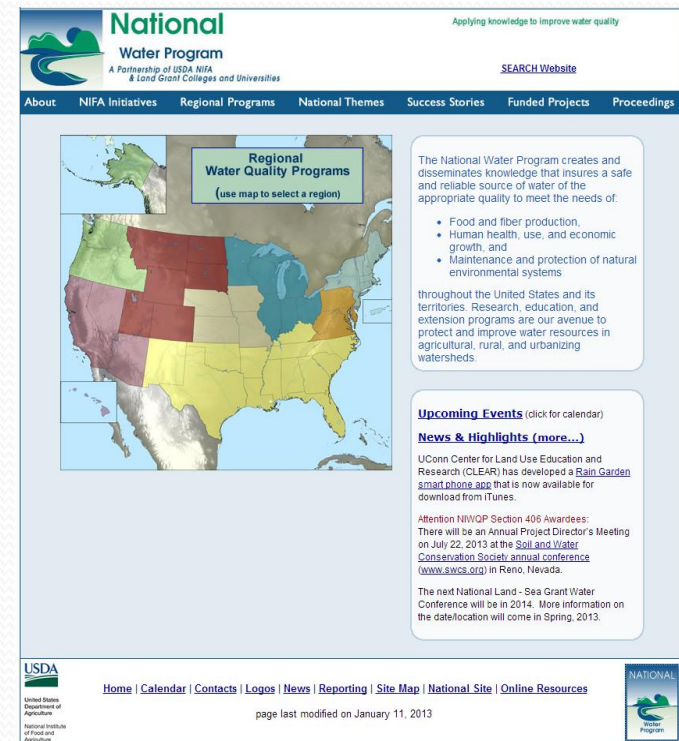 National
Water Program
A Partnership of USDA NIFA
& Land Grant Colleges and Universities
Applying knowledge to improve water quality
SEARCH Website
About NIFA Initiatives Regional Programs National Themes Success Stories Funded Projects Proceedings
Regional
Water Quality Programs
(use map to select a region)
The National Water Program creates and
disseminates knowledge that insures a safe
and reliable source of water of the
appropriate quality to meet the needs of:
• Food and fiber production,
• Human health, use, and economic
growth, and
• Maintenance and protection of natural
environmental systems
throughout the United States and its
territories. Research, education, and
extension programs are our avenue to
protect and improve water resources in
agricultural, rural, and urbanizing
watersheds.
Upcoming Events (click for calendar)
News & Highlights (more...)
UConn Center for Land Use Education and
Research (CLEAR) has developed a Rain Garden
smart phone app that is now available for
download from iTunes.
Attention NIWQP Section 406 Awardees:
There will be an Annual Project Director's Meeting
on July 22, 2013 at the Soil and Water
Conservation Society annual conference
(www.swcs.org) in Reno, Nevada.
The next National Land - Sea Grant Water
Conference will be in 2014. More information on
the date/location will come in Spring, 2013.
USDA
United States
Department of
Agriculture
National Institute
of Food and
Agriculture
Home | Calendar | Contacts | Logos | News | Reporting | Site Map | National Site | Online Resources
page last modified on January 11, 2013
NATIONAL
Water
Program